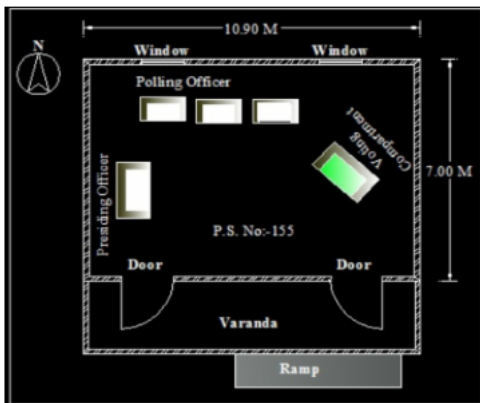 10.90 M
N
Window
Window
Polling Officer
Voting
Compartment
7.00 M
Presiding Officer
P.S. No:-155
Door
Door
Varanda
Ramp